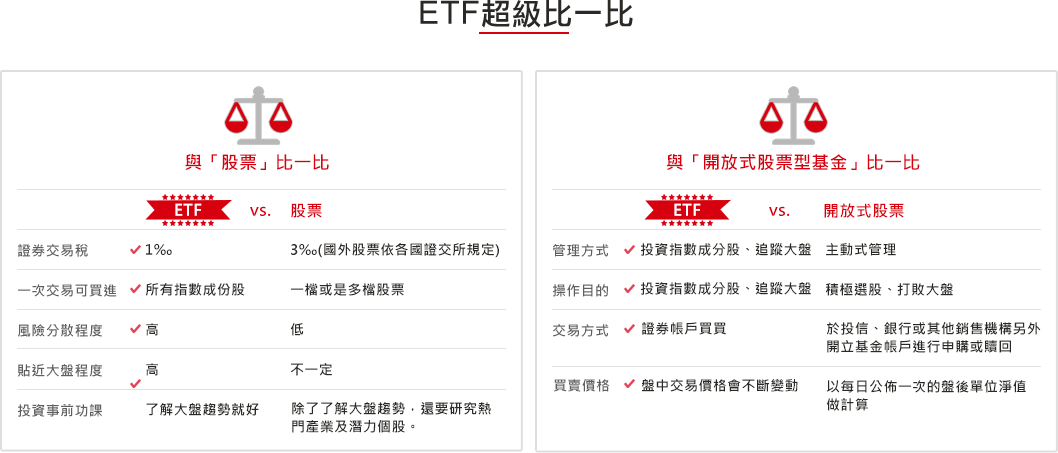 ETF超級比一比
與「股票」比一比
ETF vs. 股票
證券交易稅 1‰ 3‰(國外股票依各國證交所規定)
一次交易可買進 所有指數成份股 一檔或是多檔股票
風險分散程度 高 低
貼近大盤程度 高 不一定
投資事前功課 了解大盤趨勢就好 除了了解大盤趨勢，還要研究熱
門產業及潛力個股。
與「開放式股票型基金」比一比
ETF vs. 開放式股票
管理方式 投資指數成分股、追蹤大盤 主動式管理
操作目的 投資指數成分股、追蹤大盤 積極選股、打敗大盤
交易方式 證券帳戶買買 於投信、銀行或其他銷售機構另外
開立基金帳戶進行申購或贖回
買賣價格 盤中交易價格會不斷變動 以每日公佈一次的盤後單位淨值
做計算